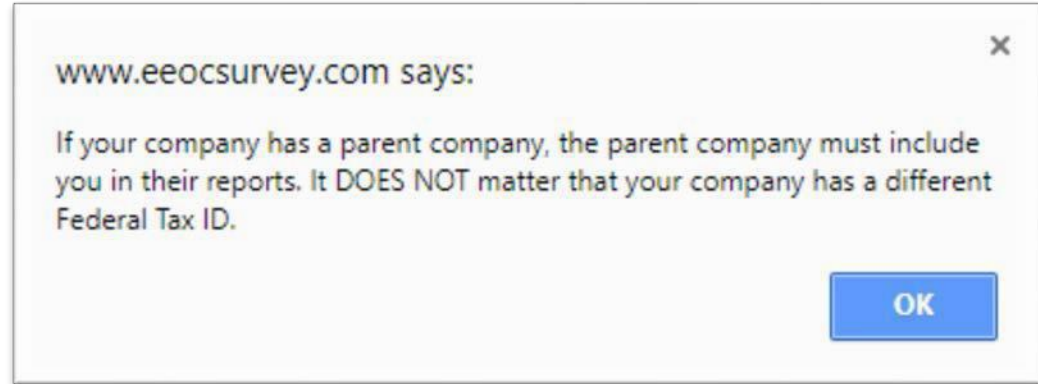 www.eeocsurvey.com says:
If your company has a parent company, the parent company must include
you in their reports. It DOES NOT matter that your company has a different
Federal Tax ID.
OK